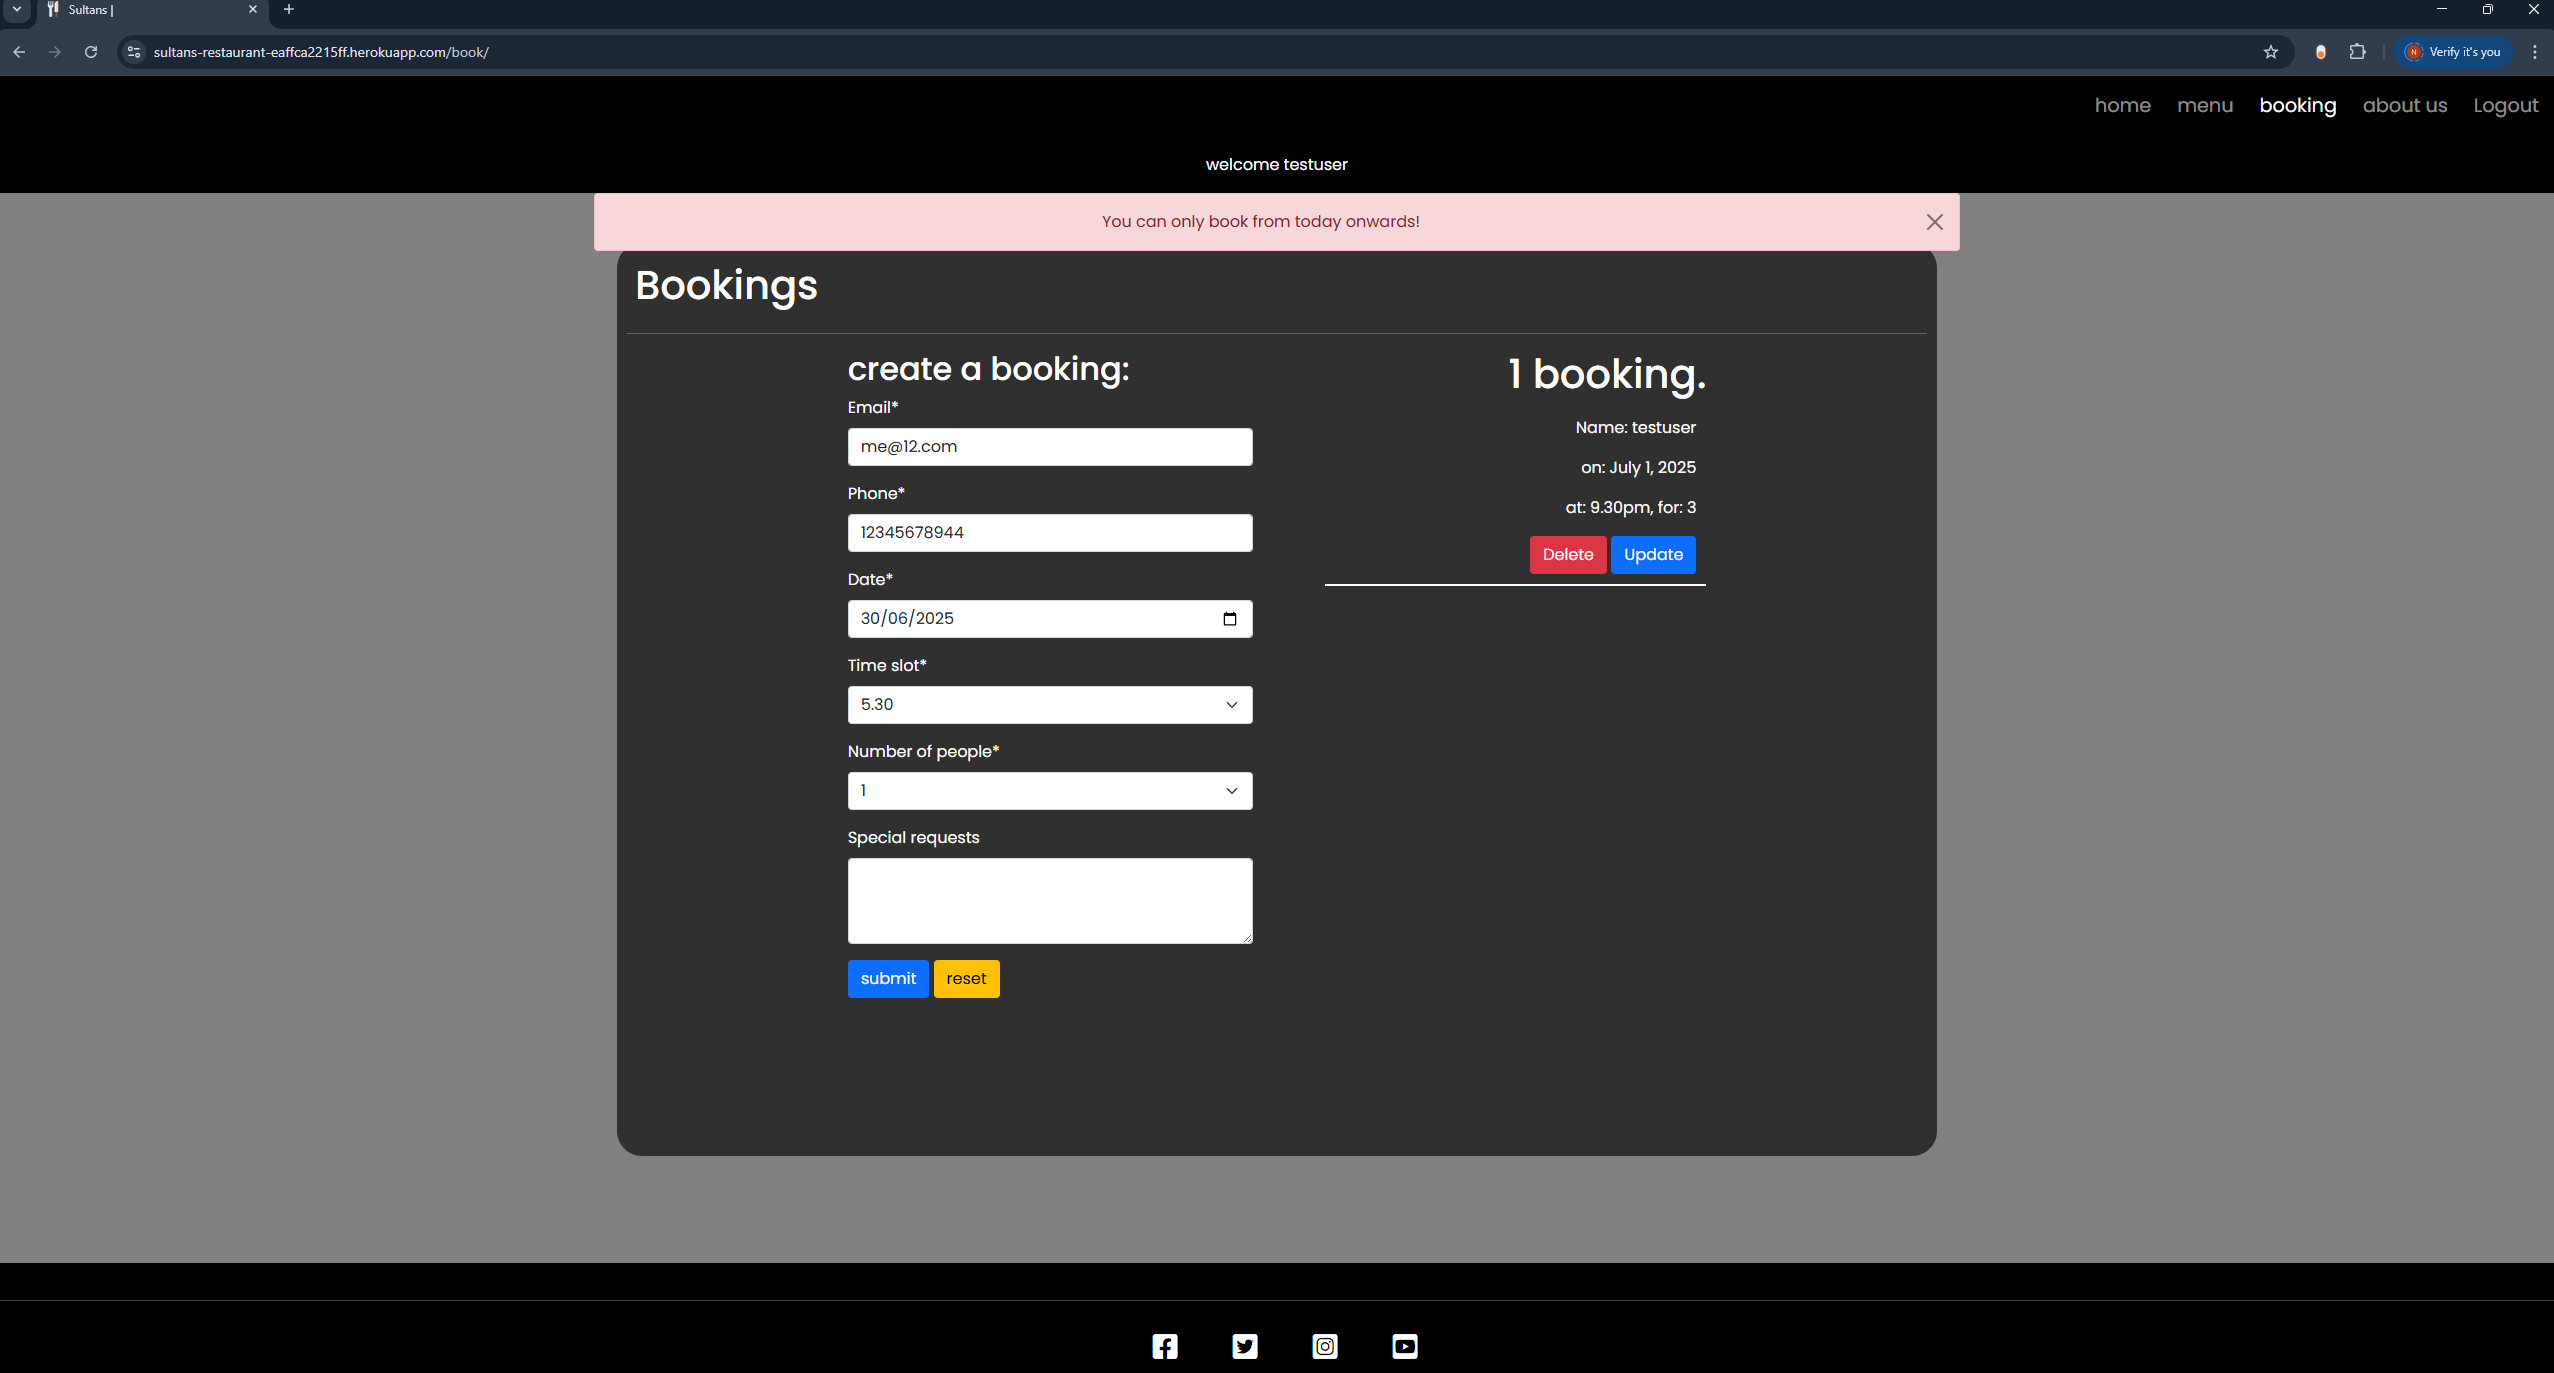 Sultans |
sultans-restaurant-eaffca2215ff.herokuapp.com/book/
N Verify it's you
home menu booking about us Logout
welcome testuser
You can only book from today onwards!
Bookings
create a booking:
Email*
me@12.com
Phone*
12345678944
Date*
30/06/2025
Time slot*
5.30
Number of people*
1
Special requests
submit reset
1 booking.
Name: testuser
on: July 1, 2025
at: 9.30pm, for: 3
Delete Update